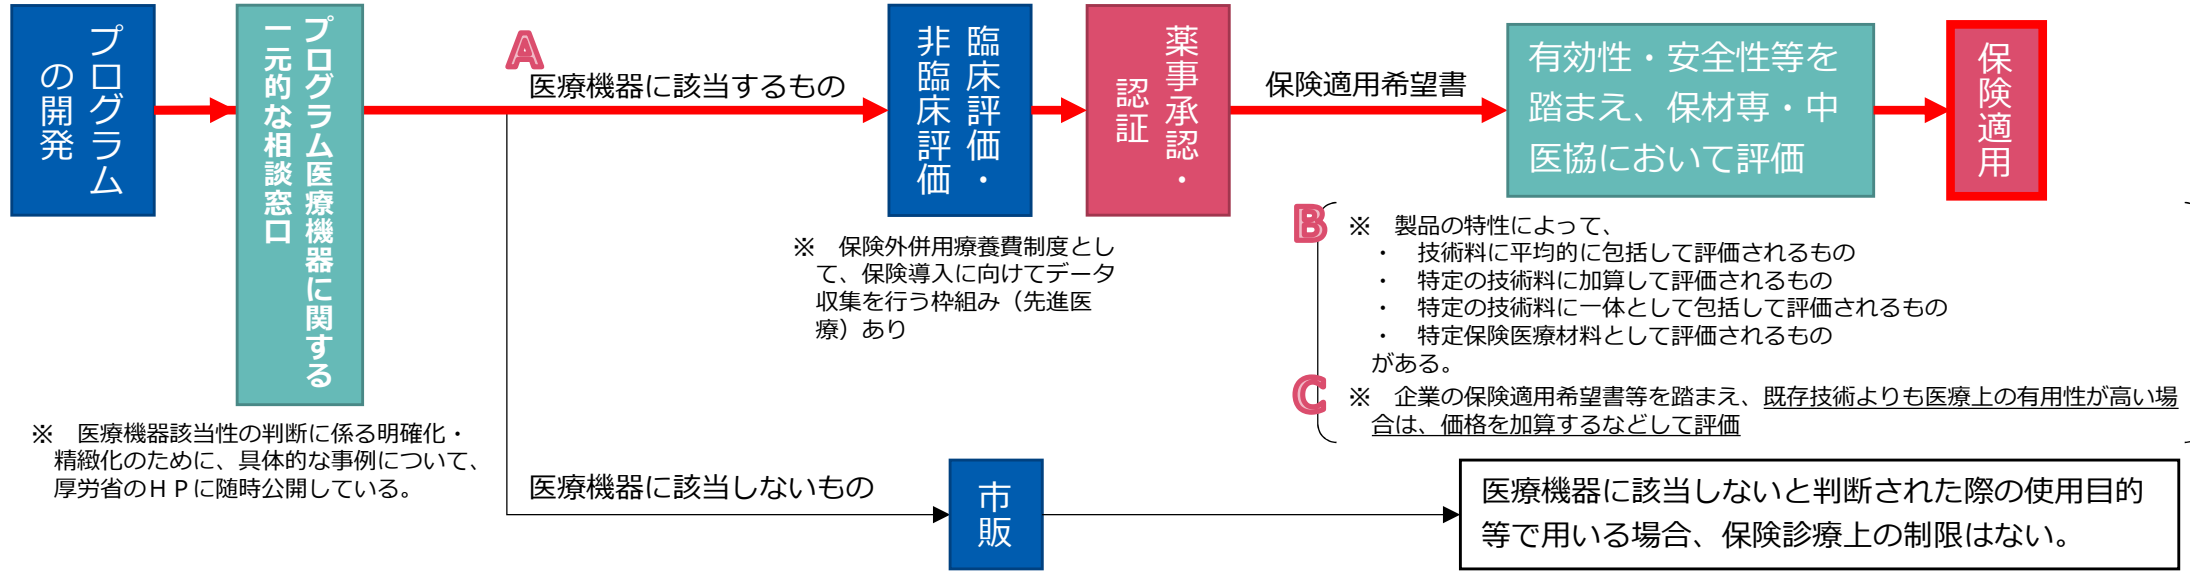 プログラム
の開発
プログラム医療機器に関する
一元的な相談窓口
※　医療機器該当性の判断に係る明確化・
精緻化のために、具体的な事例について、
厚労省のＨＰに随時公開している。
A
医療機器に該当するもの
臨床評価・
非臨床評価
※　保険外併用療養費制度とし
て、保険導入に向けてデータ
収集を行う枠組み（先進医
療）あり
薬事承認・
認証
保険適用希望書
有効性・安全性等を
踏まえ、保材専・中
医協において評価
保険適用
B
※　製品の特性によって、
・　技術料に平均的に包括して評価されるもの
・　特定の技術料に加算して評価されるもの
・　特定の技術料に一体として包括して評価されるもの
・　特定保険医療材料として評価されるもの
がある。
C
※　企業の保険適用希望書等を踏まえ、既存技術よりも医療上の有用性が高い場
合は、価格を加算するなどして評価
医療機器に該当しないもの
市販
医療機器に該当しないと判断された際の使用目的
等で用いる場合、保険診療上の制限はない。